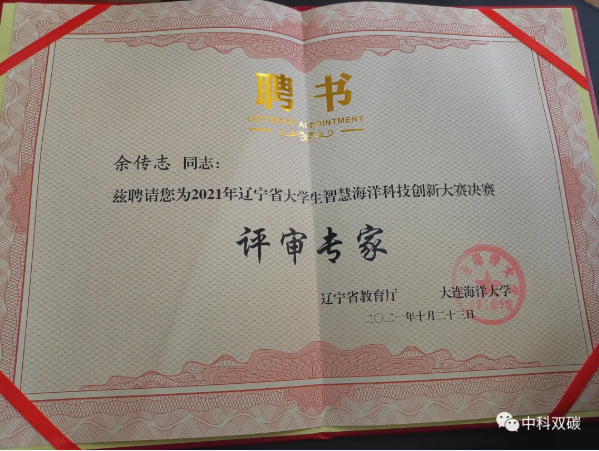 聘书
LETTER OF APPOINTMENT
余传志 同志：
兹聘请您为2021年辽宁省大学生智慧海洋科技创新大赛决赛
评审专家
辽宁省教育厅 大连海洋大学
二〇二一年十月二十三日
中科双碳